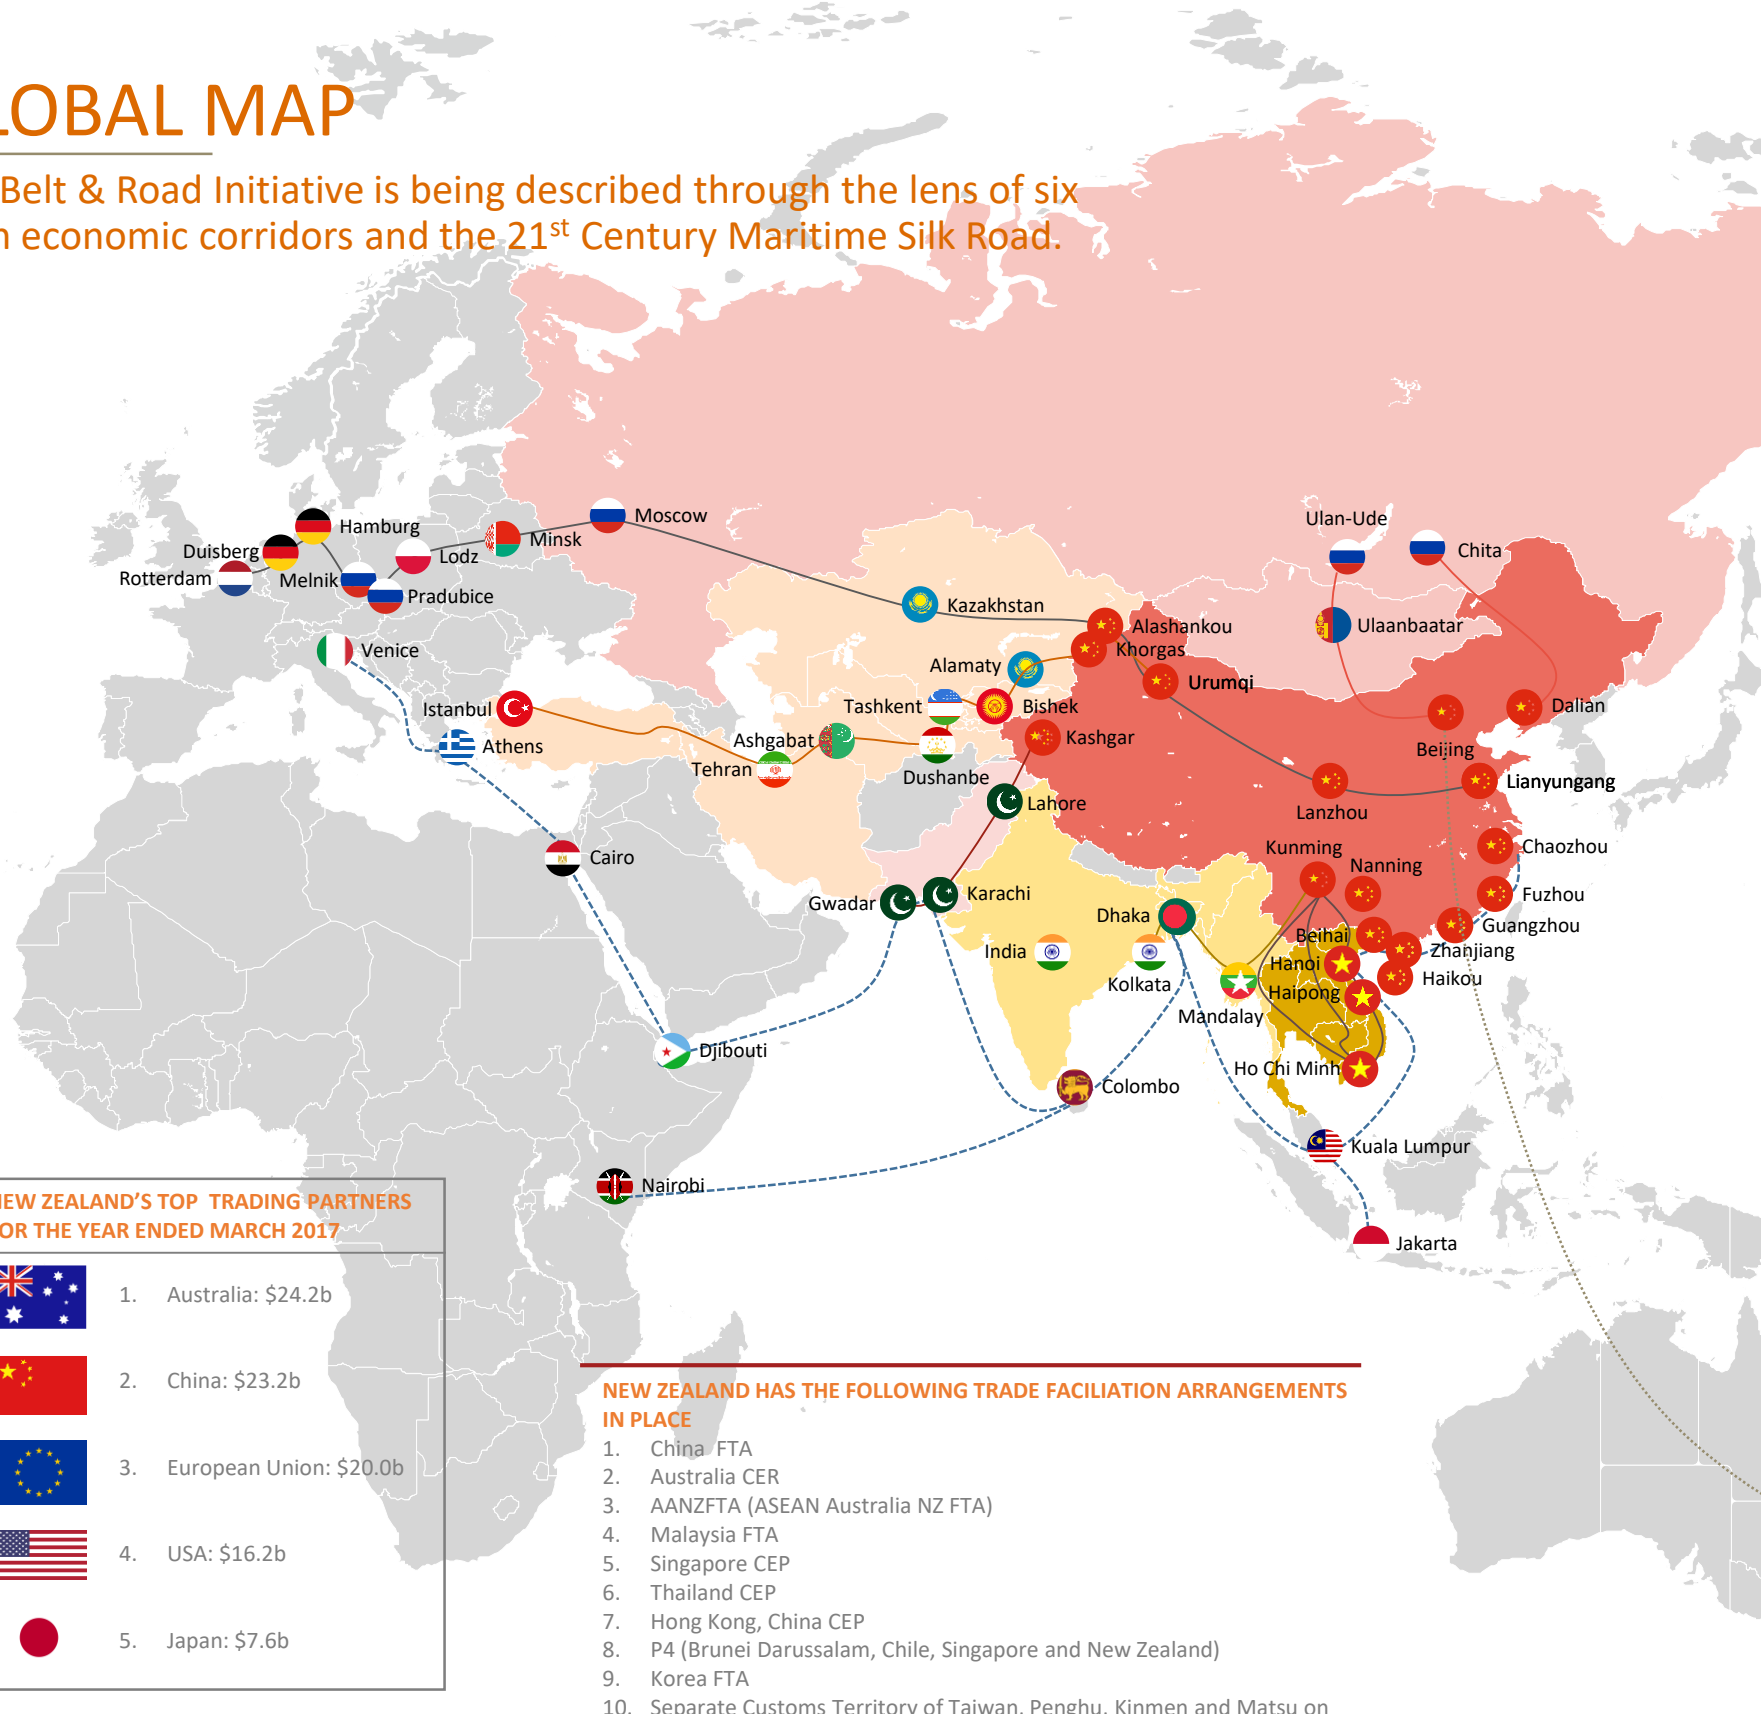 LOBAL MAP
Belt & Road Initiative is being described through the lens of six
n economic corridors and the 21st Century Maritime Silk Road.
Moscow
Ulan-Ude
Hamburg
Minsk
Chita
Duisberg
Lodz
Rotterdam
Melnik
Pradubice
Kazakhstan
Alashankou
Ulaanbaatar
Venice
Khorgas
Alamaty
Urumqi
Istanbul
Tashkent
Bishek
Dalian
Athens
Ashgabat
Kashgar
Beijing
Tehran
Dushanbe
Lianyungang
Lahore
Lanzhou
Cairo
Kunming
Chaozhou
Nanning
Gwadar
Karachi
Fuzhou
Dhaka
Guangzhou
Beihai
India
Zhanjiang
Hanoi
Kolkata
Haikou
Haipong
Mandalay
Djibouti
Ho Chi Minh
Colombo
Kuala Lumpur
Nairobi
Jakarta
NEW ZEALAND'S TOP TRADING PARTNERS
OR THE YEAR ENDED MARCH 2017
1. Australia: $24.2b
2. China: $23.2b
3. European Union: $20.0b
4. USA: $16.2b
5. Japan: $7.6b
NEW ZEALAND HAS THE FOLLOWING TRADE FACILIATION ARRANGEMENTS
IN PLACE
1. China FTA
2. Australia CER
3. AANZFTA (ASEAN Australia NZ FTA)
4. Malaysia FTA
5. Singapore CEP
6. Thailand CEP
7. Hong Kong, China CEP
8. P4 (Brunei Darussalam, Chile, Singapore and New Zealand)
9. Korea FTA
10. Separate Customs Territory of Taiwan, Penghu, Kinmen and Matsu on